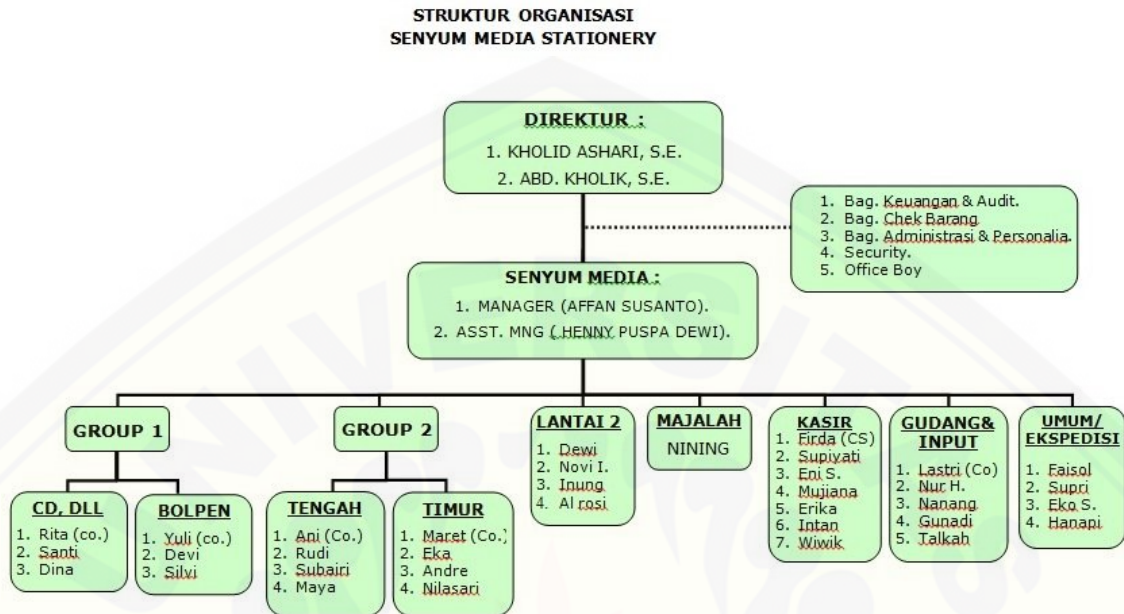 STRUKTUR ORGANISASI
SENYUM MEDIA STATIONERY
DIREKTUR :
1. KHOLID ASHARI, S.E.
2. ABD. KHOLIK, S.E.
1. Bag. Keuangan & Audit.
2. Bag. Chek Barang
3. Bag. Administrasi & Personalia.
4. Security.
5. Office Boy
SENYUM MEDIA :
1. MANAGER (AFFAN SUSANTO).
2. ASST. MNG ( HENNY PUSPA DEWI).
GROUP 1
GROUP 2
LANTAI 2
1. Dewi
2. Novi I.
3. Inung
4. Al rosi
MAJALAH
NINING
KASIR
1. Firda (CS)
2. Supiyati
3. Eni S.
4. Mujiana
5. Erika
6. Intan
7. Wiwik
GUDANG&
INPUT
1. Lastri (Co)
2. Nur H.
3. Nanang
4. Gunadi
5. Talkah
UMUM/
EKSPEDISI
1. Faisol
2. Supri
3. Eko S.
4. Hanapi
CD, DLL
1. Rita (co.)
2. Santi
3. Dina
BOLPEN
1. Yuli (co.)
2. Devi
3. Silvi
TENGAH
1. Ani (Co.)
2. Rudi
3. Subairi
4. Maya
TIMUR
1. Maret (Co.)
2. Eka
3. Andre
4. Nilasari
UNIVERSITAS